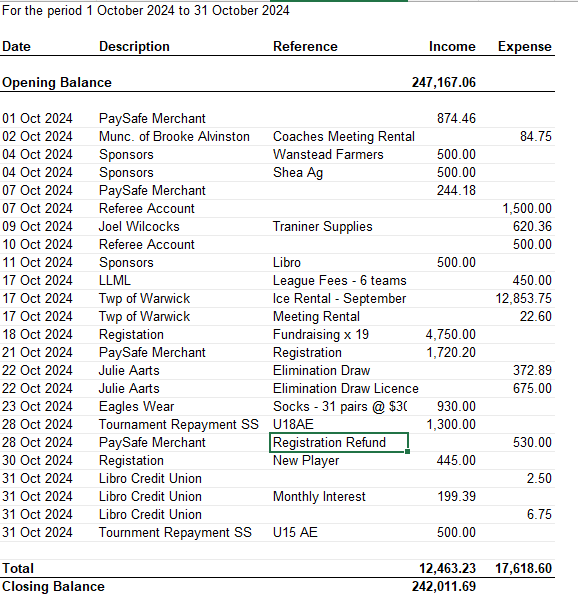 For the period 1 October 2024 to 31 October 2024
Date Description Reference Income Expense
Opening Balance 247,167.06
01 Oct 2024 PaySafe Merchant 874.46
02 Oct 2024 Munc. of Brooke Alvinston Coaches Meeting Rental 84.75
04 Oct 2024 Sponsors Wanstead Farmers 500.00
04 Oct 2024 Sponsors Shea Ag 500.00
07 Oct 2024 PaySafe Merchant 244.18
07 Oct 2024 Referee Account 1,500.00
09 Oct 2024 Joel Wilcocks Traniner Supplies 620.36
10 Oct 2024 Referee Account 500.00
11 Oct 2024 Sponsors Libro 500.00
17 Oct 2024 LLML League Fees - 6 teams 450.00
17 Oct 2024 Twp of Warwick Ice Rental - September 12,853.75
17 Oct 2024 Twp of Warwick Meeting Rental 22.60
18 Oct 2024 Registation Fundraising x 19 4,750.00
21 Oct 2024 PaySafe Merchant Registration 1,720.20
22 Oct 2024 Julie Aarts Elimination Draw 372.89
22 Oct 2024 Julie Aarts Elimination Draw Licence 675.00
23 Oct 2024 Eagles Wear Socks - 31 pairs @ $30 930.00
28 Oct 2024 Tournament Repayment SS U18AE 1,300.00
28 Oct 2024 PaySafe Merchant Registration Refund 530.00
30 Oct 2024 Registation New Player 445.00
31 Oct 2024 Libro Credit Union 2.50
31 Oct 2024 Libro Credit Union Monthly Interest 199.39
31 Oct 2024 Libro Credit Union 6.75
31 Oct 2024 Tournment Repayment SS U15 AE 500.00
Total 12,463.23 17,618.60
Closing Balance 242,011.69